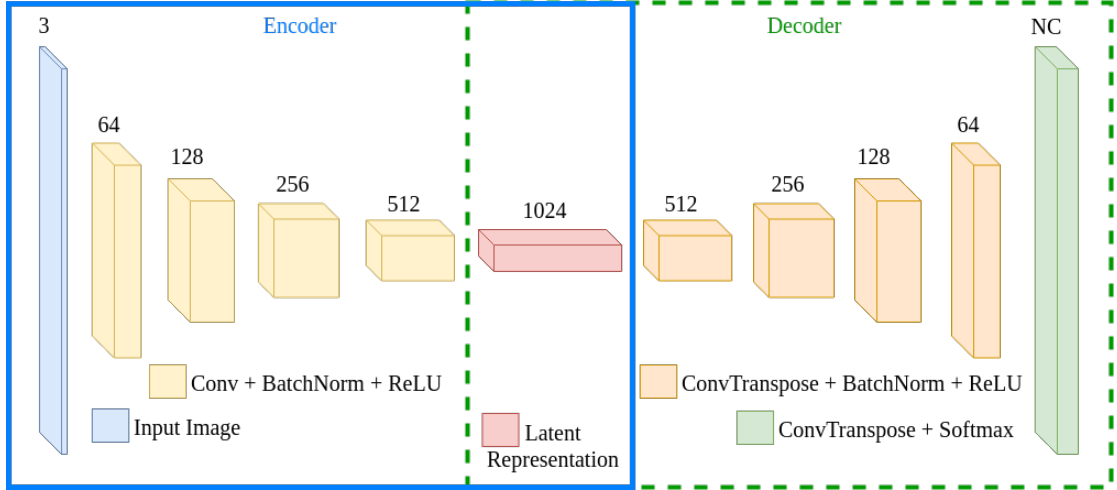 Encoder
Decoder
3
NC
64
64
128
128
256
256
512
1024
512
Conv + BatchNorm + ReLU
ConvTranspose + BatchNorm + ReLU
Input Image
Latent
Representation
ConvTranspose + Softmax